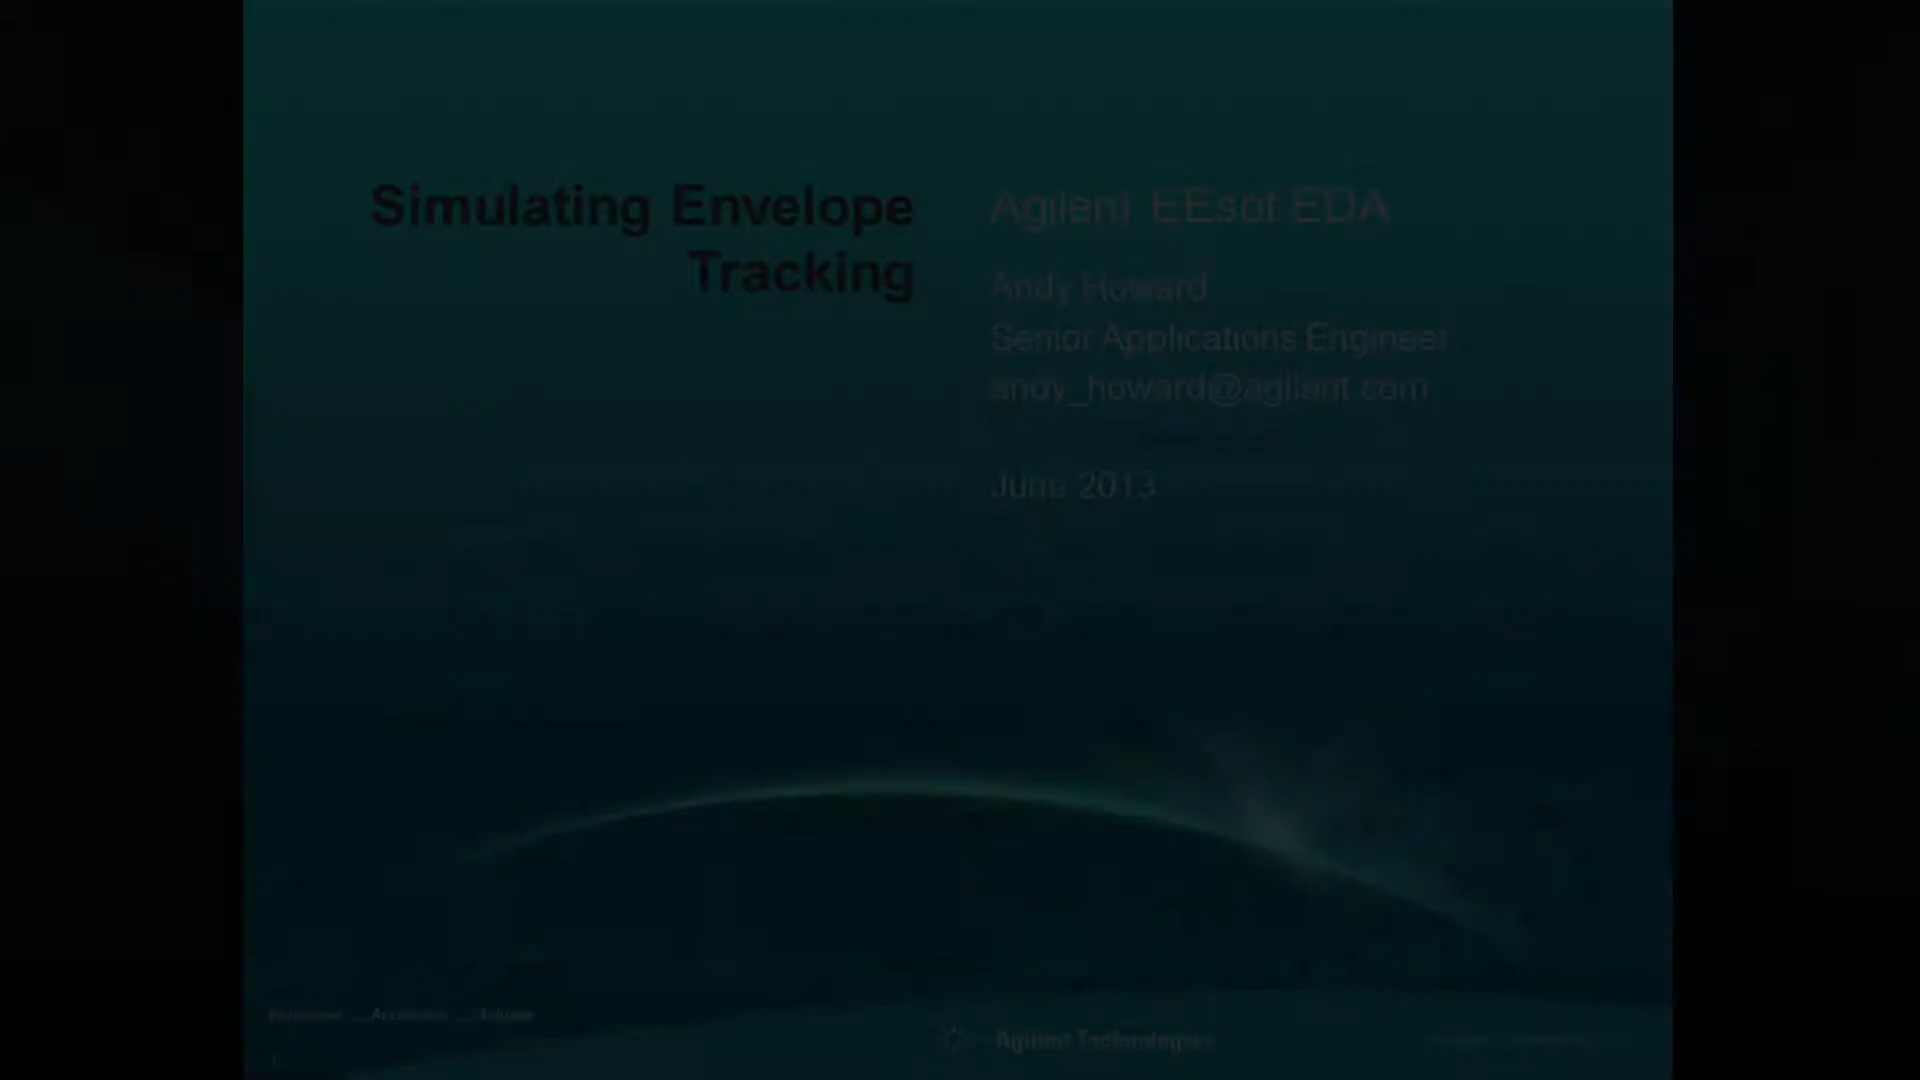 Simulating Envelope
Tracking
Agilent EEsof EDA
Andy Howard
Senior Applications Engineer
andy_howard@agilent.com
June 2013
Agilent Technologies